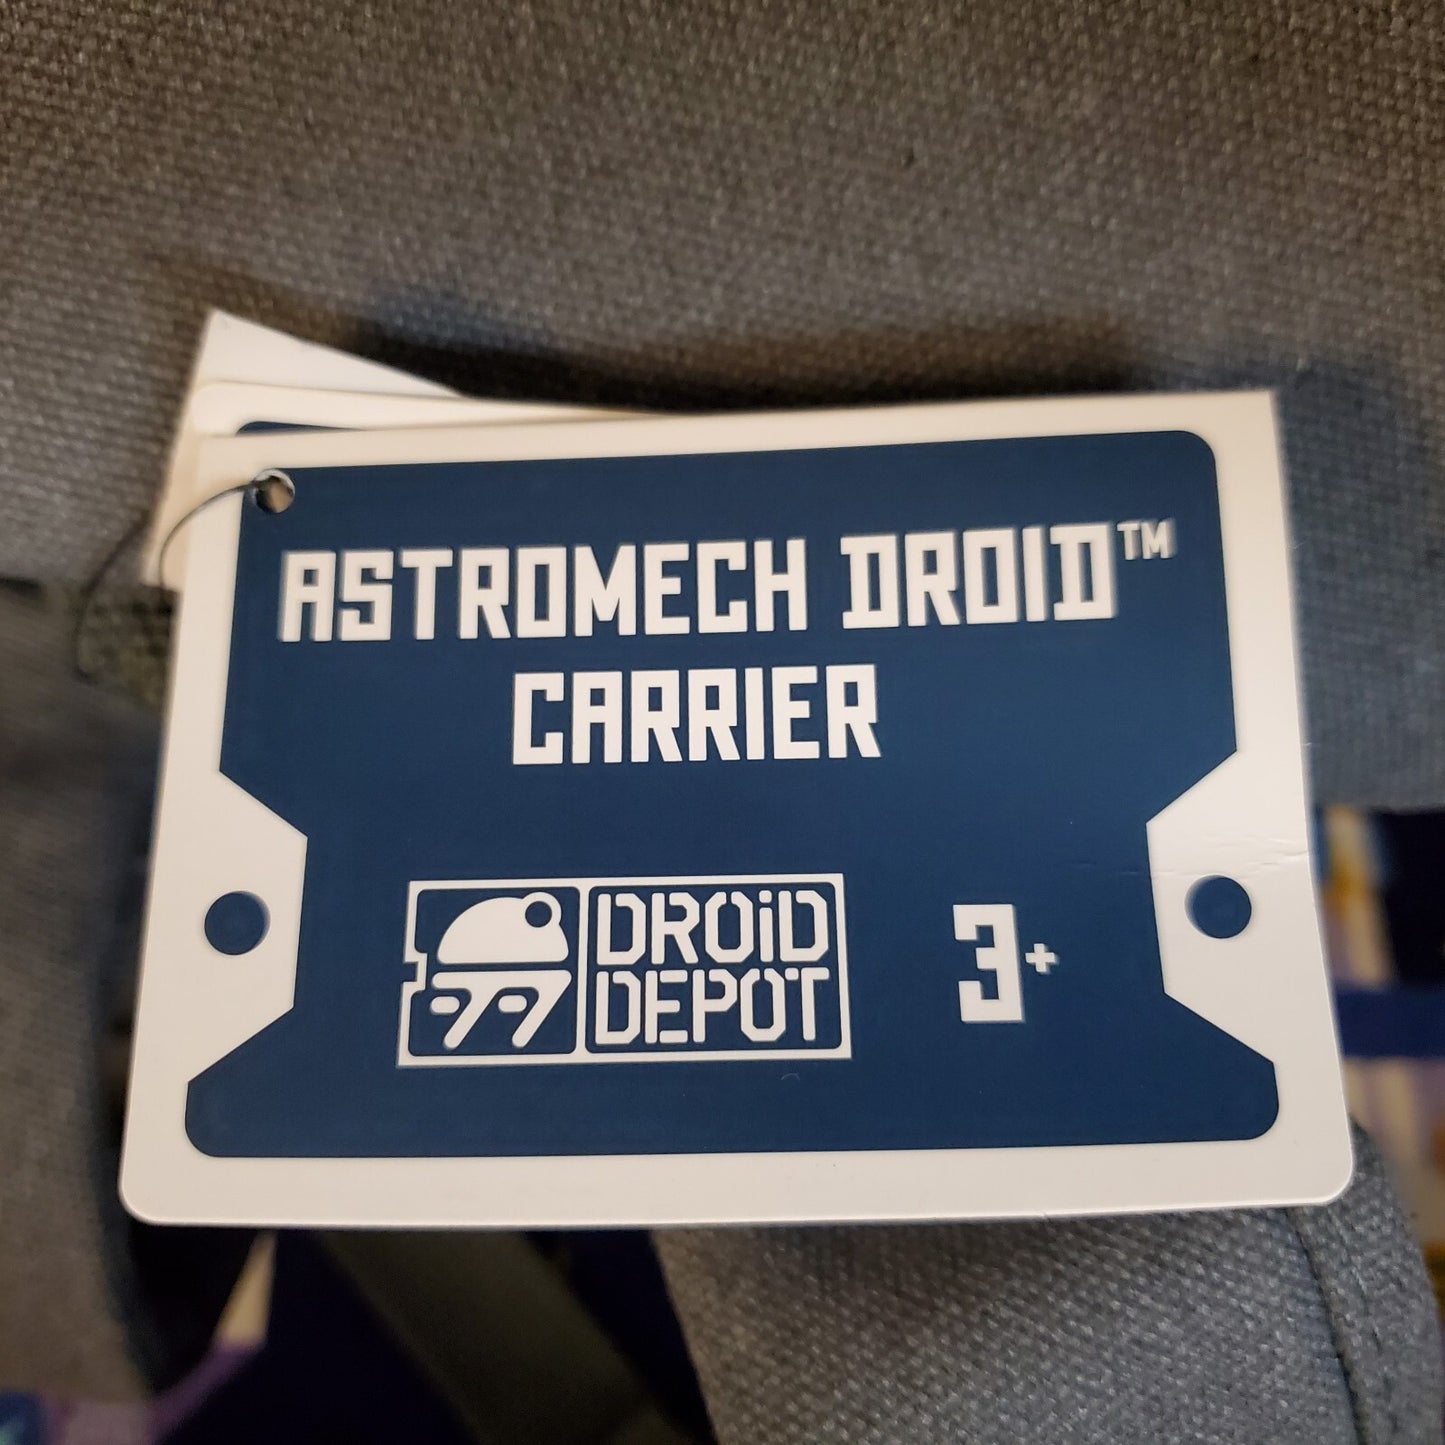 ASTROMECH DROID™
CARRIER
DROiD
DEPOT
3+